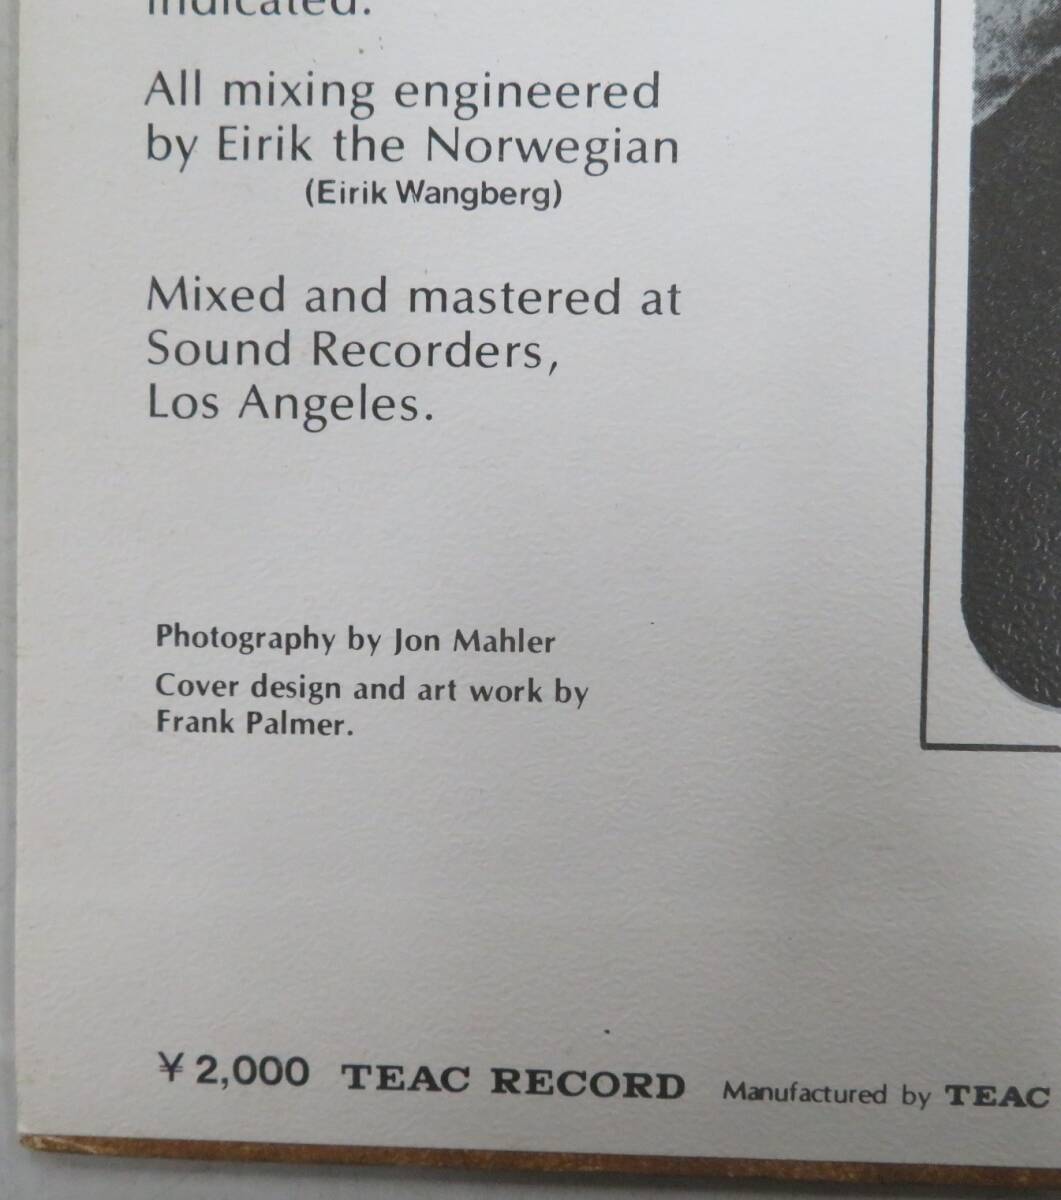 indicated.
All mixing engineered
by Eirik the Norwegian
(Eirik Wangberg)
Mixed and mastered at
Sound Recorders,
Los Angeles.
Photography by Jon Mahler
Cover design and art work by
Frank Palmer.
¥2,000 TEAC RECORD Manufactured by TEAC